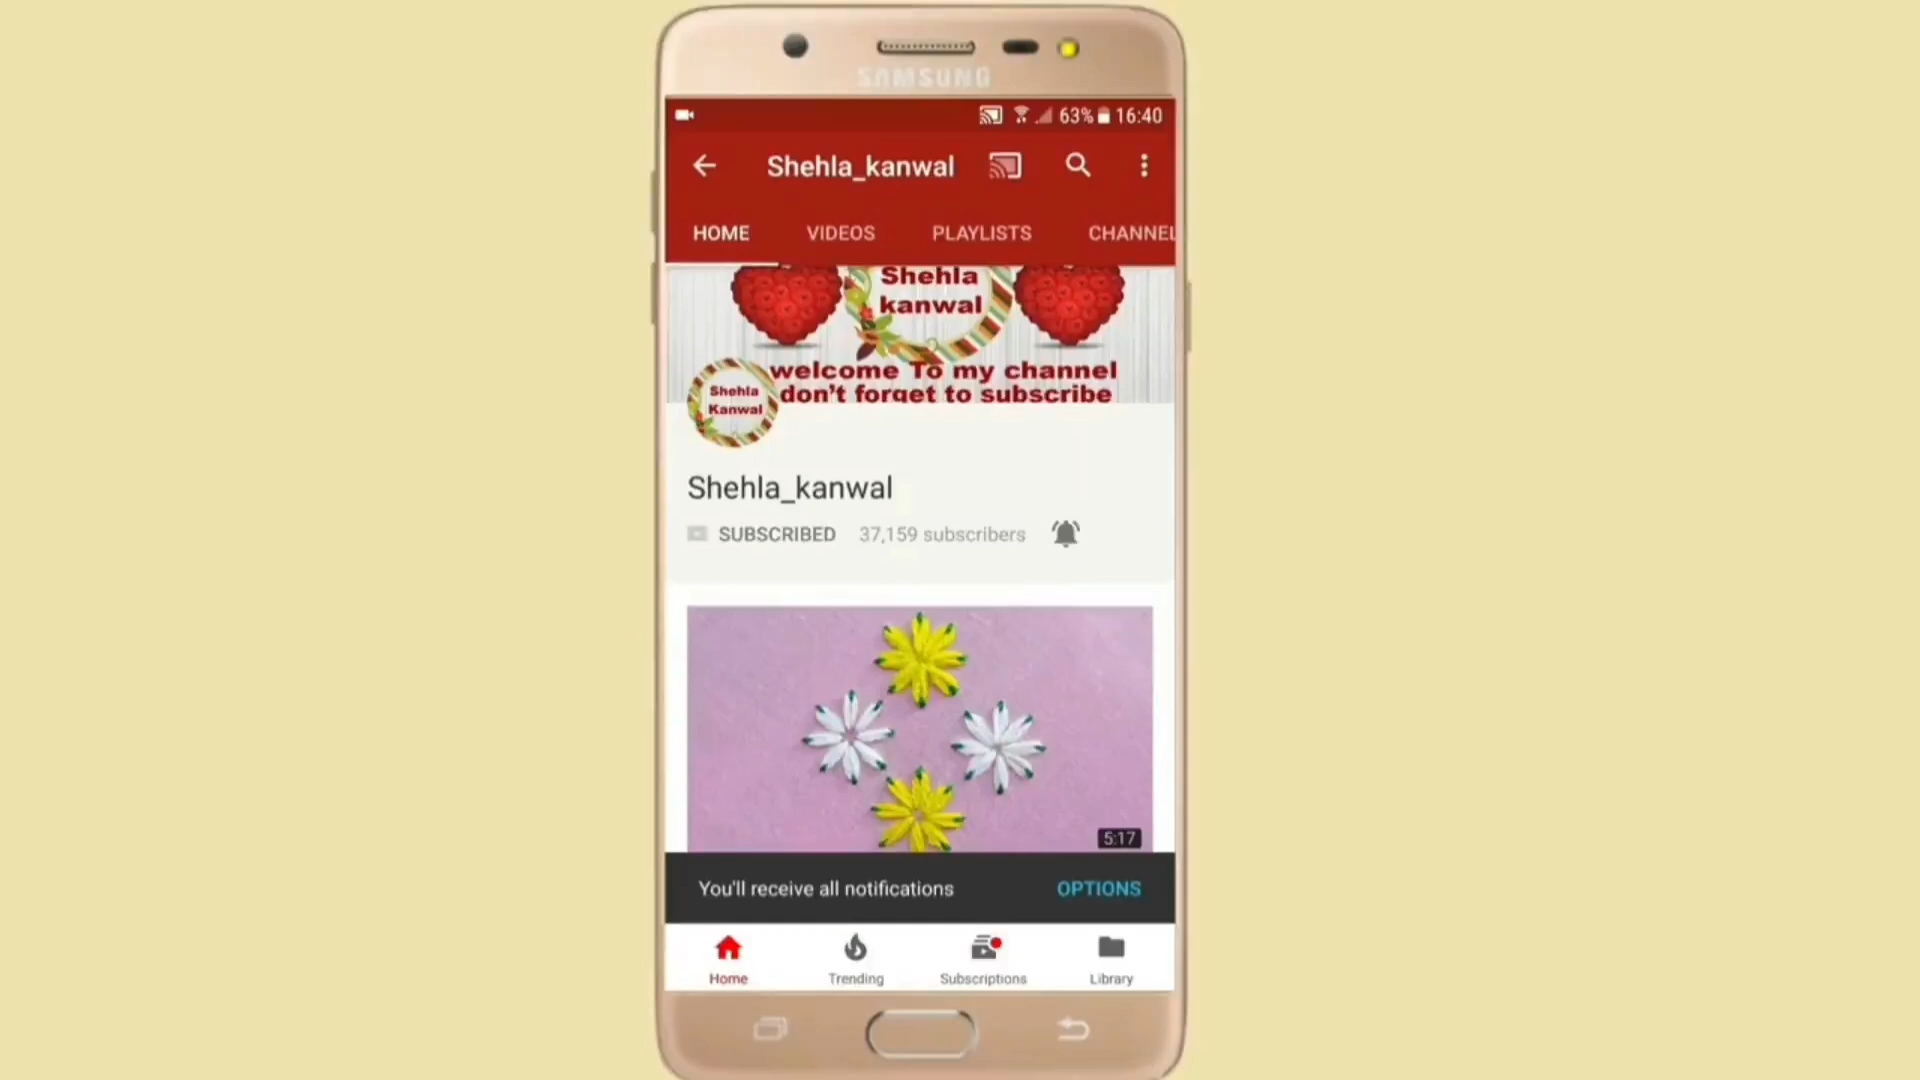 SAMSUNG
63% 16:40
Shehla_kanwal
HOME VIDEOS PLAYLISTS CHANNEL
Shehla
kanwal
welcome To my channel
don't forget to subscribe
Shehla
Kanwal
Shehla_kanwal
SUBSCRIBED 37,159 subscribers
5:17
You'll receive all notifications OPTIONS
Home Trending Subscriptions Library